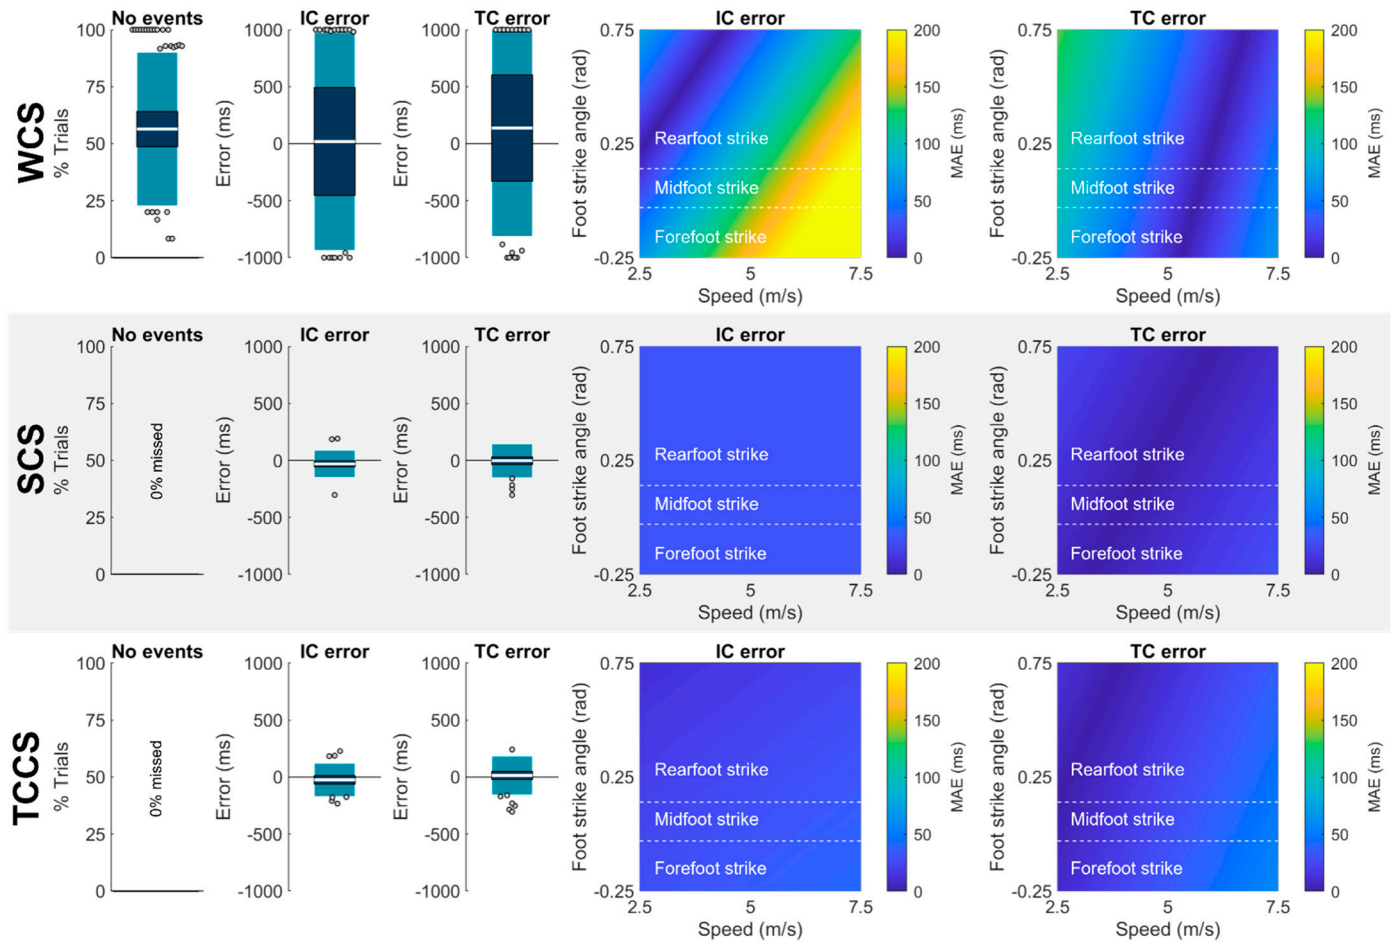 WCS
No events
% Trials
100
75
50
25
0
IC error
Error (ms)
1000
500
0
-500
-1000
TC error
Error (ms)
1000
500
0
-500
-1000
IC error
Foot strike angle (rad)
0.75
0.25
-0.25
Rearfoot strike
Midfoot strike
Forefoot strike
2.5 5 7.5
Speed (m/s)
200
150
100
50
0
MAE (ms)
TC error
Foot strike angle (rad)
0.75
0.25
-0.25
Rearfoot strike
Midfoot strike
Forefoot strike
2.5 5 7.5
Speed (m/s)
200
150
100
50
0
MAE (ms)
SCS
No events
% Trials
100
75
50
25
0
0% missed
IC error
Error (ms)
1000
500
0
-500
-1000
TC error
Error (ms)
1000
500
0
-500
-1000
IC error
Foot strike angle (rad)
0.75
0.25
-0.25
Rearfoot strike
Midfoot strike
Forefoot strike
2.5 5 7.5
Speed (m/s)
200
150
100
50
0
MAE (ms)
TC error
Foot strike angle (rad)
0.75
0.25
-0.25
Rearfoot strike
Midfoot strike
Forefoot strike
2.5 5 7.5
Speed (m/s)
200
150
100
50
0
MAE (ms)
TCCS
No events
% Trials
100
75
50
25
0
0% missed
IC error
Error (ms)
1000
500
0
-500
-1000
TC error
Error (ms)
1000
500
0
-500
-1000
IC error
Foot strike angle (rad)
0.75
0.25
-0.25
Rearfoot strike
Midfoot strike
Forefoot strike
2.5 5 7.5
Speed (m/s)
200
150
100
50
0
MAE (ms)
TC error
Foot strike angle (rad)
0.75
0.25
-0.25
Rearfoot strike
Midfoot strike
Forefoot strike
2.5 5 7.5
Speed (m/s)
200
150
100
50
0
MAE (ms)